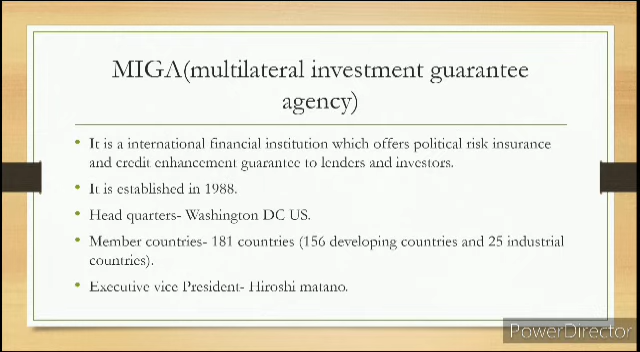 MIGA(multilateral investment guarantee
agency)
• It is a international financial institution which offers political risk insurance
and credit enhancement guarantee to lenders and investors.
• It is established in 1988.
• Head quarters- Washington DC US.
• Member countries- 181 countries (156 developing countries and 25 industrial
countries).
• Executive vice President- Hiroshi matano.
PowerDirector